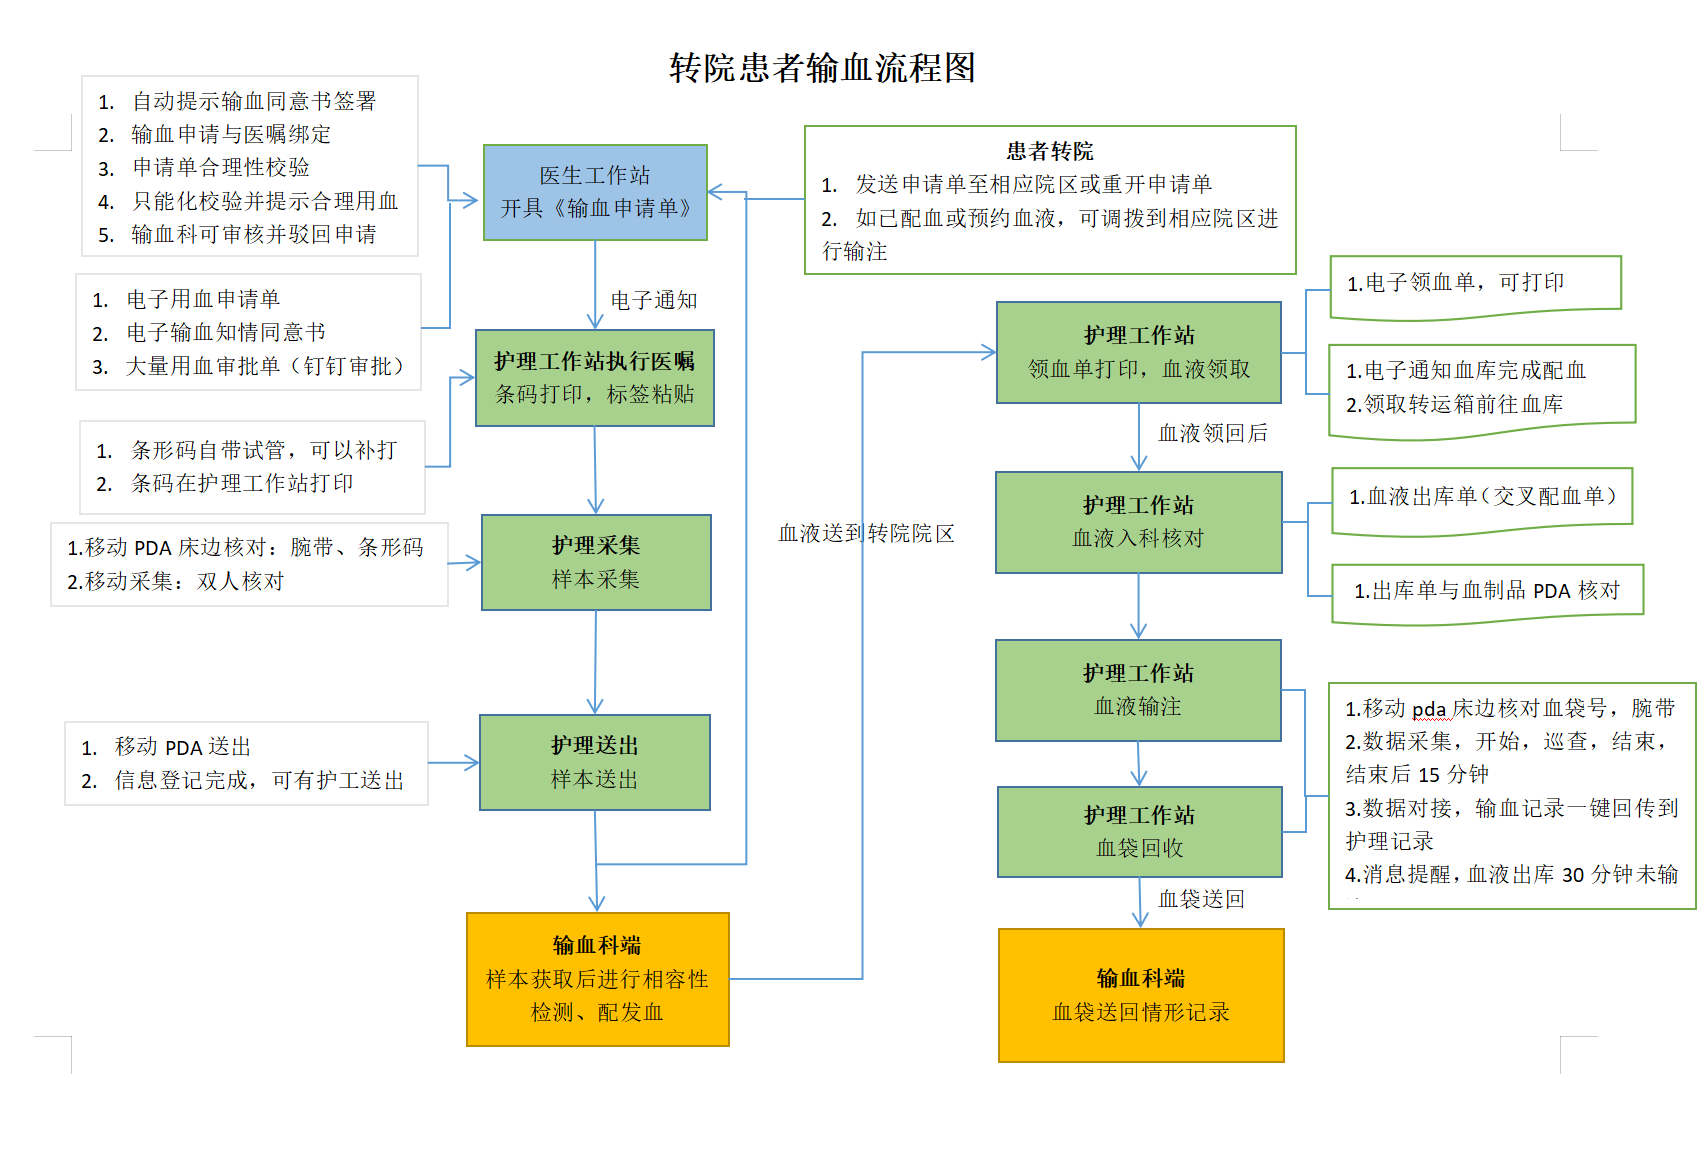 转院患者输血流程图
1. 自动提示输血同意书签署
2. 输血申请与医嘱绑定
3. 申请单合理性校验
4. 只能化校验并提示合理用血
5. 输血科可审核并驳回申请
1. 电子用血申请单
2. 电子输血知情同意书
3. 大量用血审批单（钉钉审批）
1. 条形码自带试管，可以补打
2. 条码在护理工作站打印
1.移动 PDA 床边核对：腕带、条形码
2.移动采集：双人核对
1. 移动 PDA 送出
2. 信息登记完成，可有护工送出
医生工作站
开具《输血申请单》
电子通知
护理工作站执行医嘱
条码打印，标签粘贴
护理采集
样本采集
护理送出
样本送出
输血科端
样本获取后进行相容性
检测、配发血
患者转院
1. 发送申请单至相应院区或重开申请单
2. 如已配血或预约血液，可调拨到相应院区进
行输注
血液送到转院院区
护理工作站
领血单打印，血液领取
血液领回后
护理工作站
血液入科核对
护理工作站
血液输注
护理工作站
血袋回收
血袋送回
输血科端
血袋送回情形记录
1.电子领血单，可打印
1.电子通知血库完成配血
2.领取转运箱前往血库
1.血液出库单（交叉配血单）
1.出库单与血制品 PDA 核对
1.移动 pda 床边核对血袋号，腕带
2.数据采集，开始，巡查，结束，
结束后 15 分钟
3.数据对接，输血记录一键回传到
护理记录
4.消息提醒，血液出库 30 分钟未输